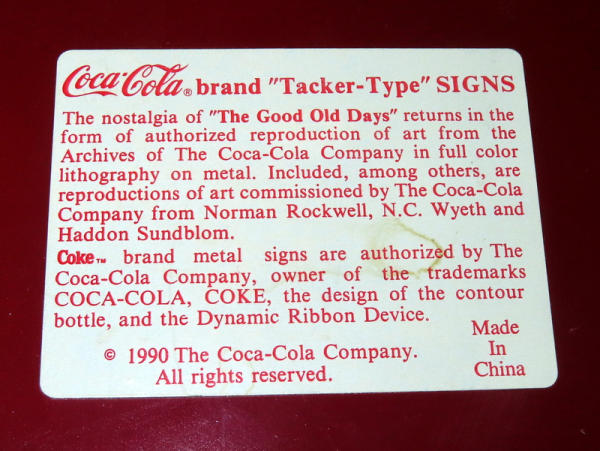 Coca-Cola® brand "Tacker-Type" SIGNS
The nostalgia of "The Good Old Days" returns in the
form of authorized reproduction of art from the
Archives of The Coca-Cola Company in full color
lithography on metal. Included, among others, are
reproductions of art commissioned by The Coca-Cola
Company from Norman Rockwell, N.C. Wyeth and
Haddon Sundblom.
Coke™ brand metal signs are authorized by The
Coca-Cola Company, owner of the trademarks
COCA-COLA, COKE, the design of the contour
bottle, and the Dynamic Ribbon Device.
© 1990 The Coca-Cola Company.
All rights reserved.
Made
In
China